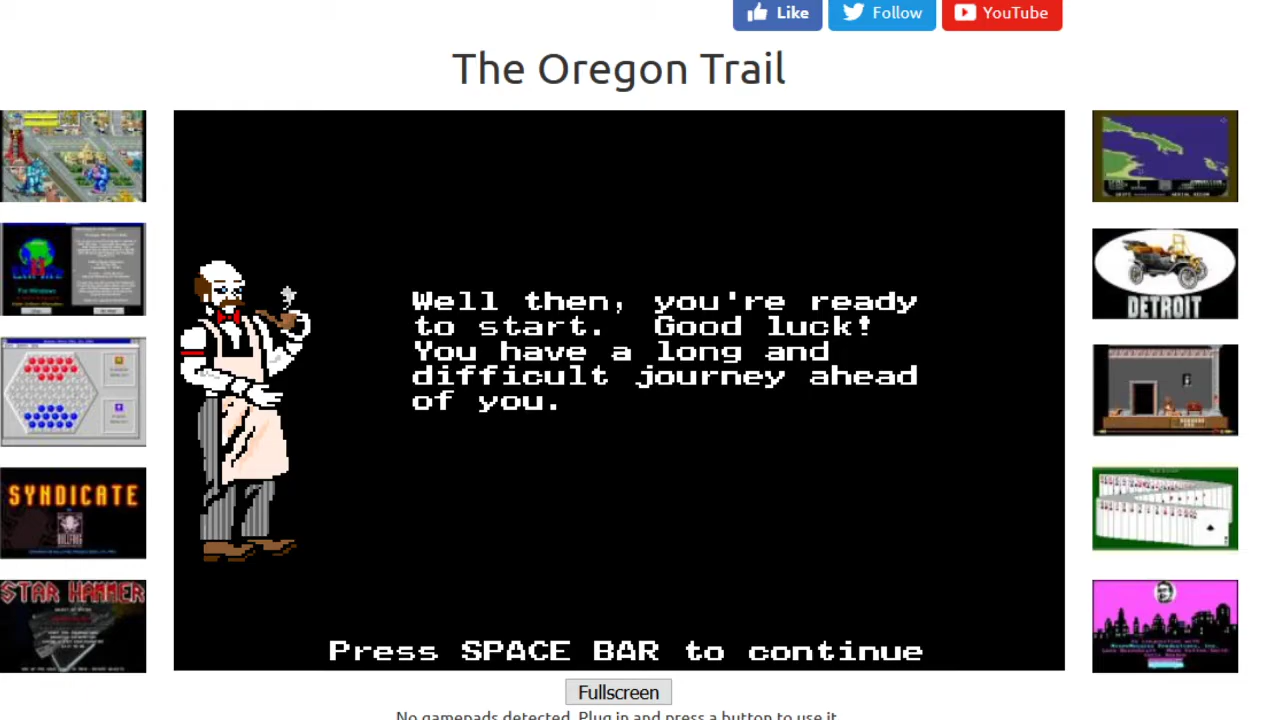 Like Follow YouTube
The Oregon Trail
Well then, you're ready
to start. Good luck!
You have a long and
difficult journey ahead
of you.
DETROIT
SYNDICATE
STAR HAMMER
Press SPACE BAR to continue
Fullscreen
No gamepads detected. Plug in and press a button to use it